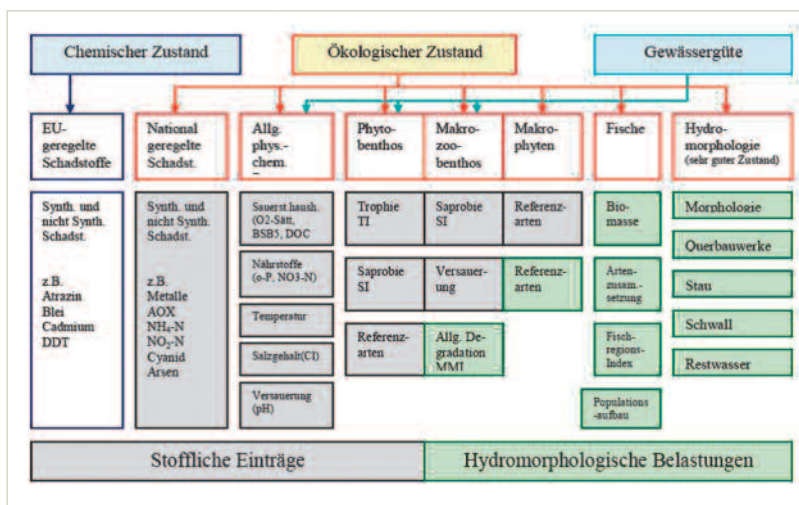 Chemischer Zustand
Ökologischer Zustand
Gewässergüte
EU-
geregelte
Schadstoffe
National
geregelte
Schadst.
Allg.
phys.-
chem.
Phyto-
benthos
Makro-
zoo-
benthos
Makro-
phyten
Fische
Hydro-
morphologie
(sehr guter Zustand)
Synth. und
nicht Synth.
Schadst.
z.B.
Atrazin
Blei
Cadmium
DDT
Synth. und
nicht Synth.
Schadst.
z.B.
Metalle
AOX
NH₄-N
NO₂-N
Cyanid
Arsen
Sauerst.haush.
(O2-Sätt,
BSB5, DOC
Nährstoffe
(o-P, NO3-N)
Temperatur
Salzgehalt(Cl)
Versauerung
(pH)
Trophie
TI
Saprobie
SI
Referenz-
arten
Saprobie
SI
Versauer-
ung
Allg. De-
gradation
MMI
Referenz-
arten
Referenz-
arten
Bio-
masse
Arten-
zusam.-
setzung
Fisch-
regions-
Index
Populations
-aufbau
Morphologie
Querbauwerke
Stau
Schwall
Restwasser
Stoffliche Einträge
Hydromorphologische Belastungen